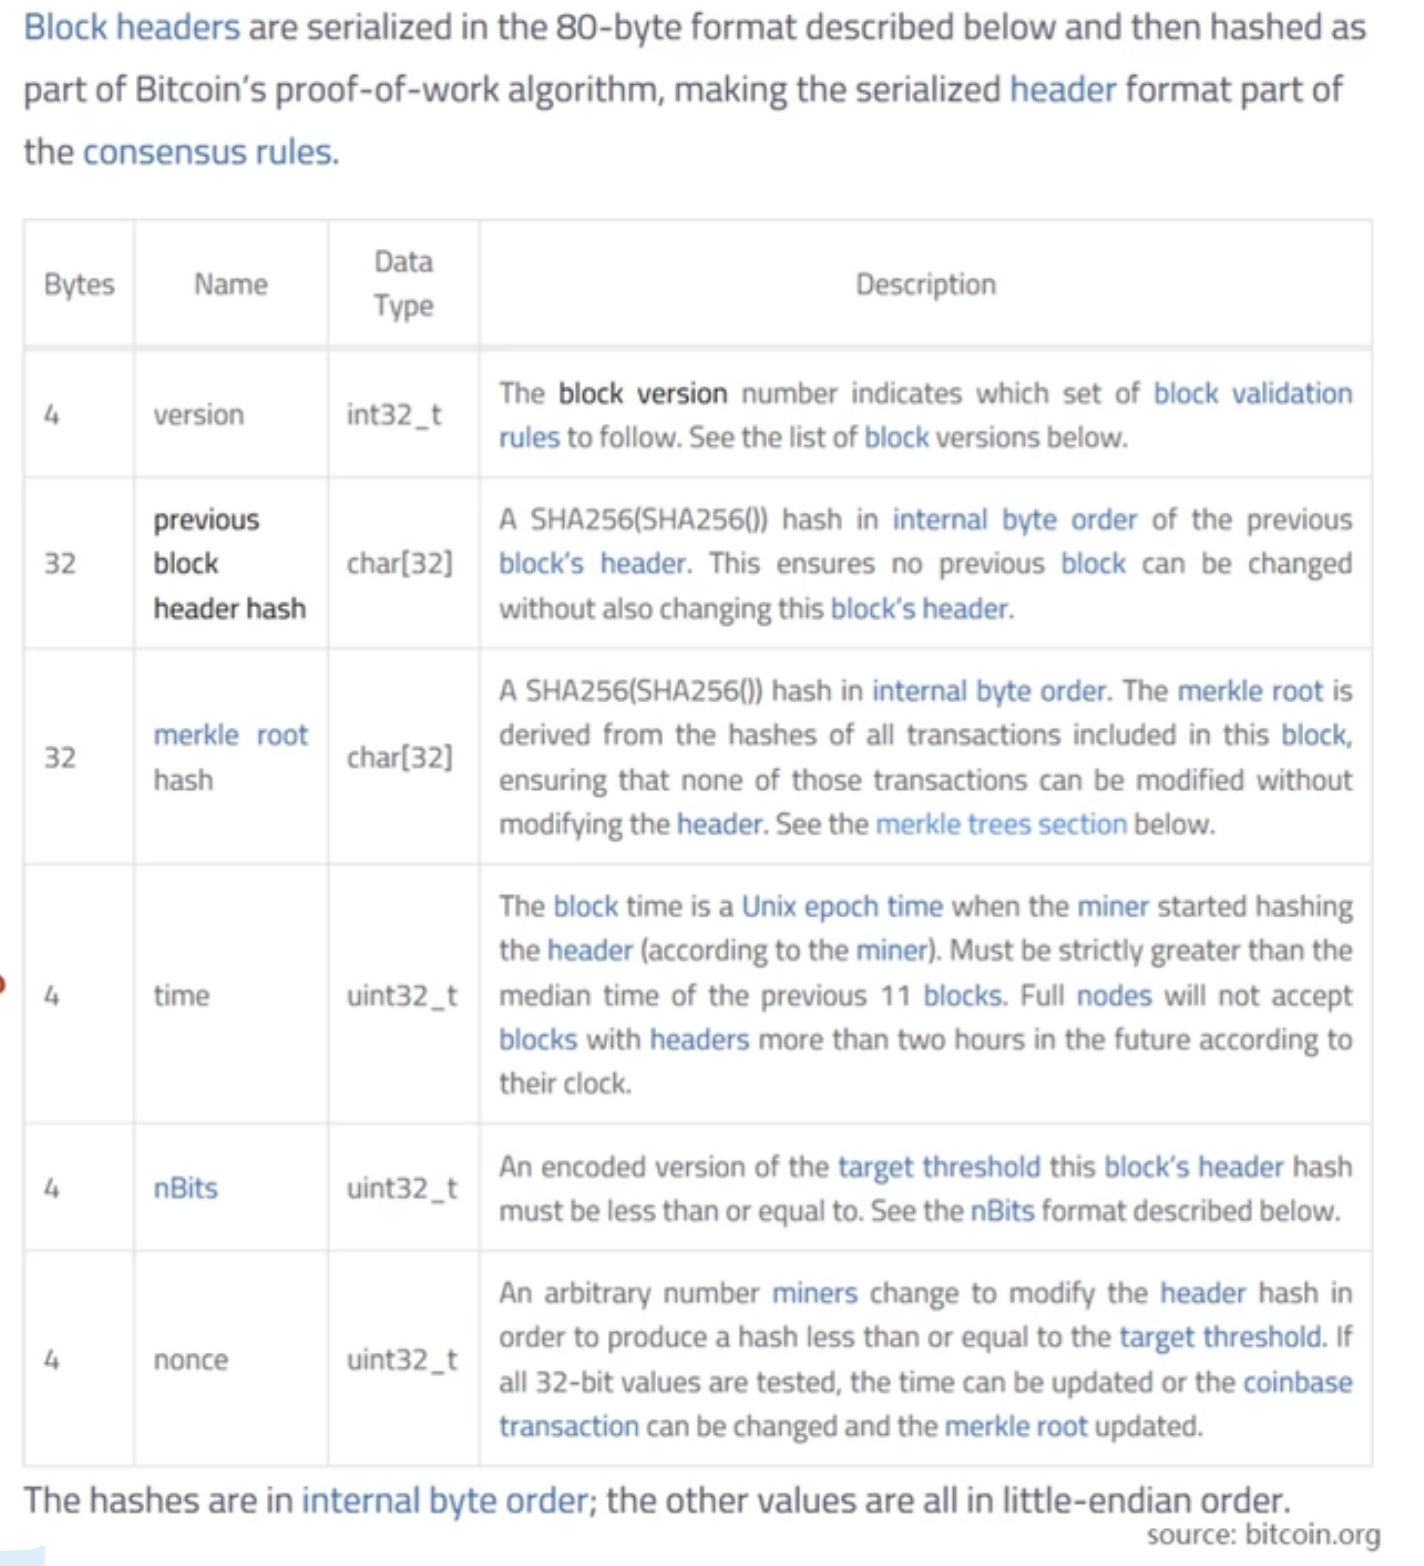 Block headers are serialized in the 80-byte format described below and then hashed as
part of Bitcoin's proof-of-work algorithm, making the serialized header format part of
the consensus rules.
Bytes
Name
Data
Type
Description
4
version
int32_t
The block version number indicates which set of block validation
rules to follow. See the list of block versions below.
32
previous
block
header hash
char[32]
A SHA256(SHA256()) hash in internal byte order of the previous
block's header. This ensures no previous block can be changed
without also changing this block's header.
32
merkle root
hash
char[32]
A SHA256(SHA256()) hash in internal byte order. The merkle root is
derived from the hashes of all transactions included in this block,
ensuring that none of those transactions can be modified without
modifying the header. See the merkle trees section below.
4
time
uint32_t
The block time is a Unix epoch time when the miner started hashing
the header (according to the miner). Must be strictly greater than the
median time of the previous 11 blocks. Full nodes will not accept
blocks with headers more than two hours in the future according to
their clock.
4
nBits
uint32_t
An encoded version of the target threshold this block's header hash
must be less than or equal to. See the nBits format described below.
4
nonce
uint32_t
An arbitrary number miners change to modify the header hash in
order to produce a hash less than or equal to the target threshold. If
all 32-bit values are tested, the time can be updated or the coinbase
transaction can be changed and the merkle root updated.
The hashes are in internal byte order; the other values are all in little-endian order.
source: bitcoin.org